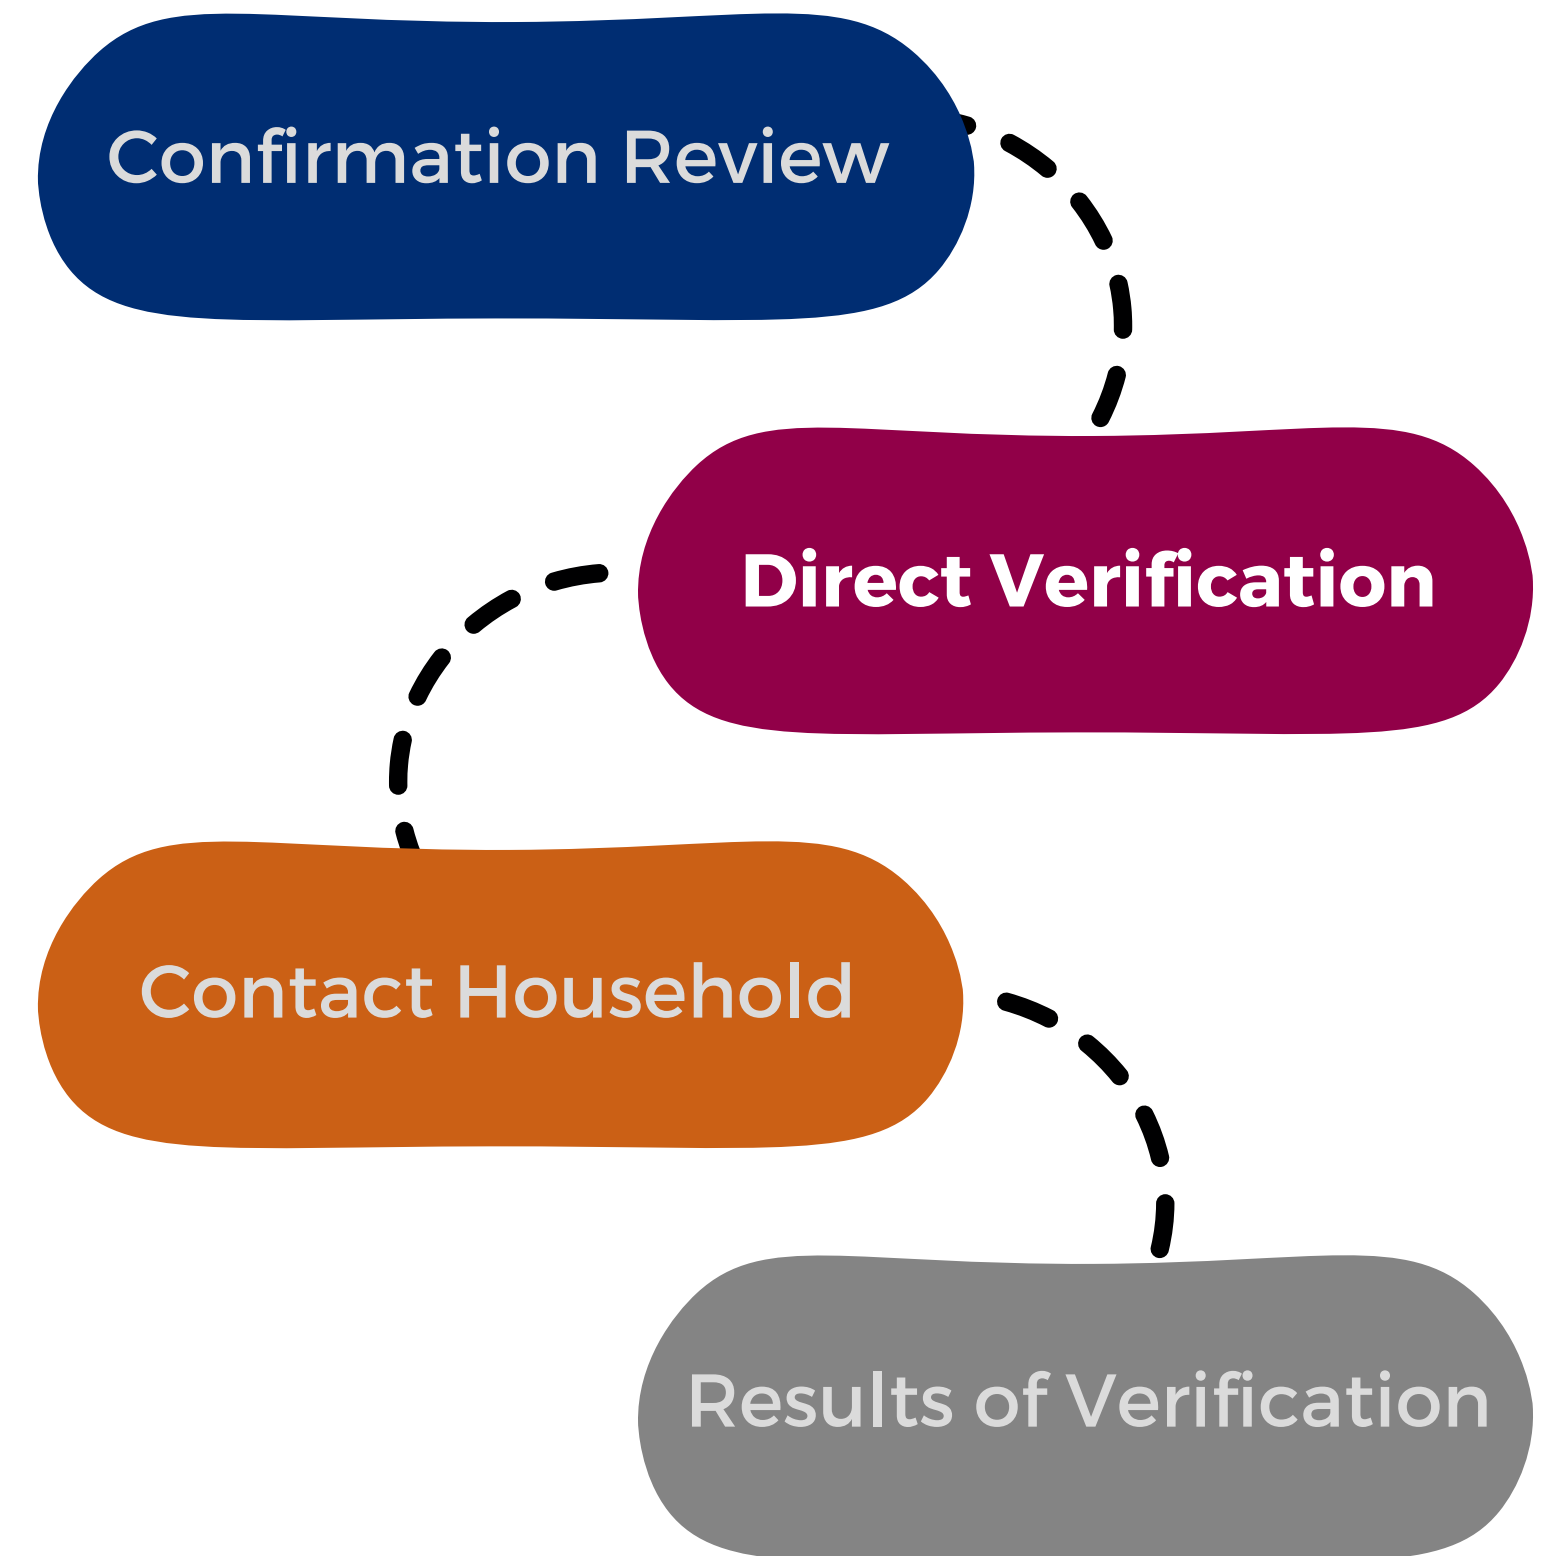 Confirmation Review
Direct Verification
Contact Household
Results of Verification